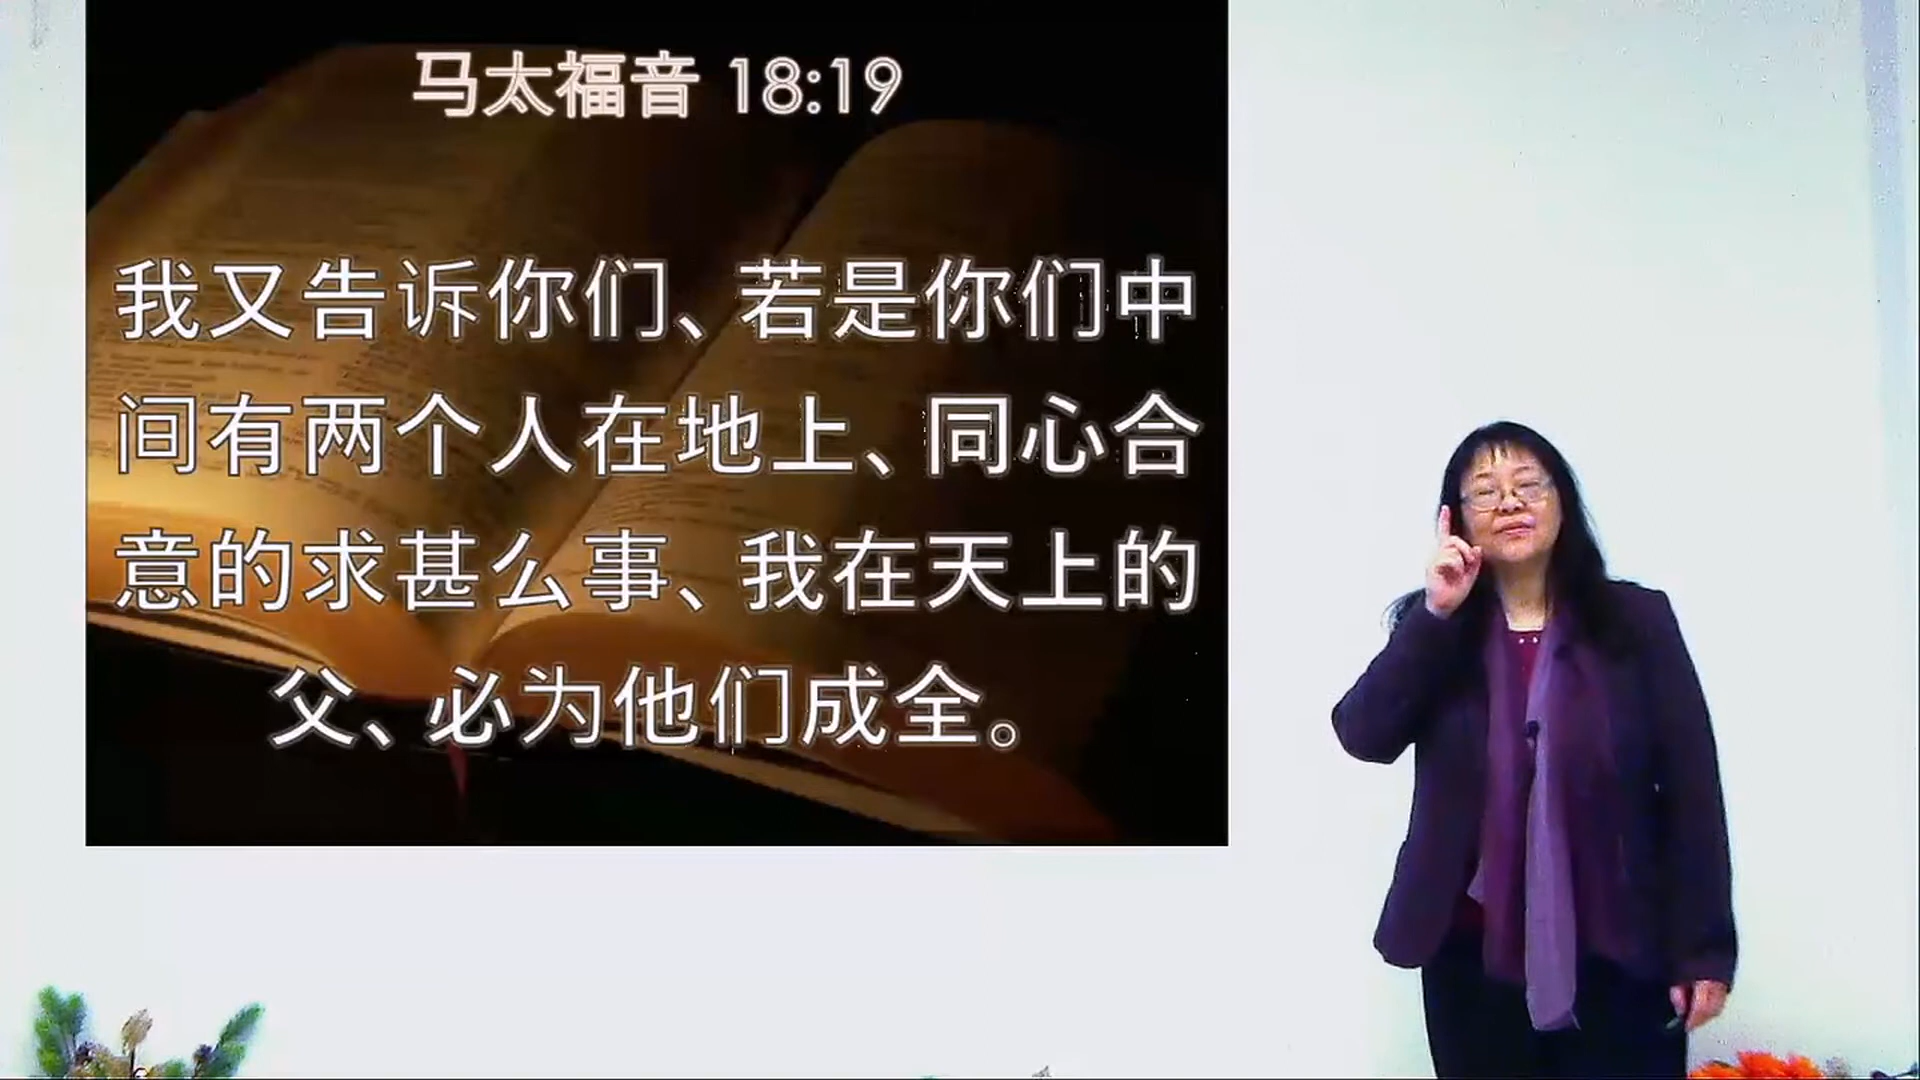 马太福音 18:19
我又告诉你们、若是你们中
间有两个人在地上、同心合
意的求甚么事、我在天上的
父、必为他们成全。